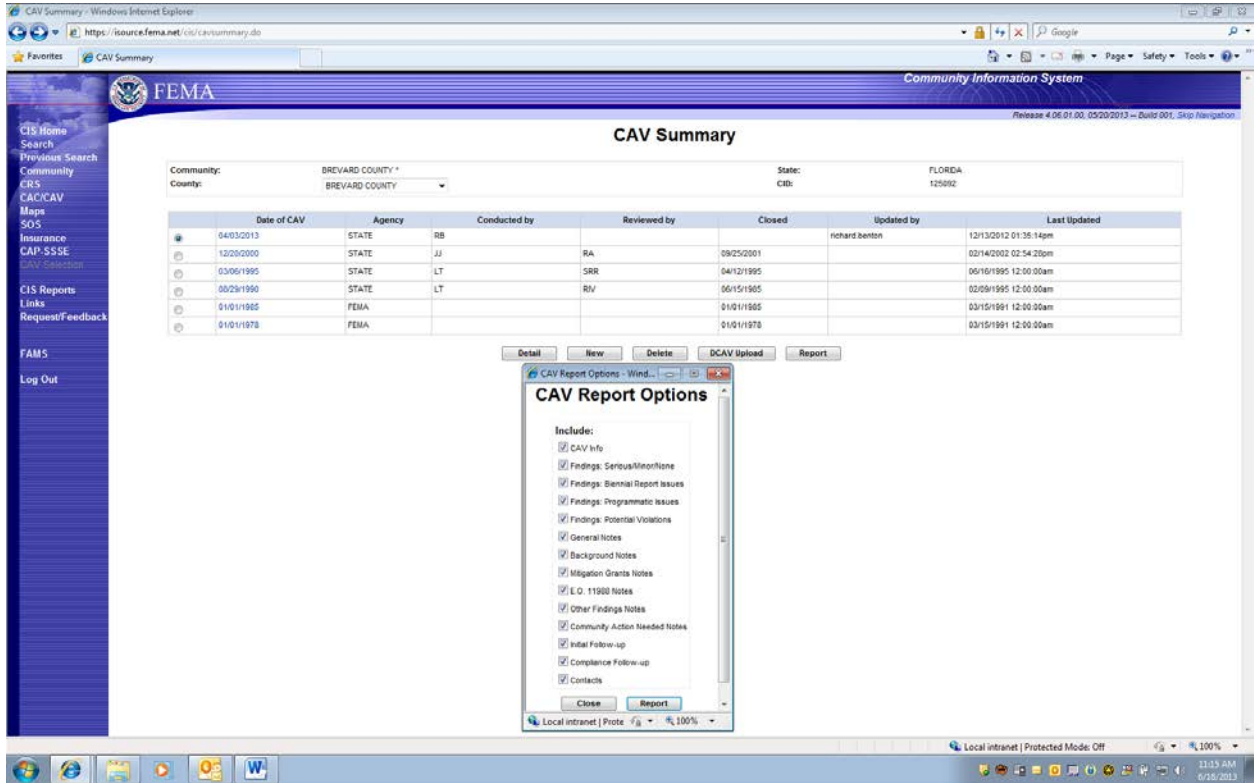 CAV Summary - Windows Internet Explorer
https://isource.fema.net/cis/cavsummary.do
Google
Favorites CAV Summary
Page Safety Tools
FEMA
Community Information System
Release 4.06.01.00, 05/20/2013 -- Build 001, Skip Navigation
CIS Home
Search
Previous Search
Community
CRS
CAC/CAV
Maps
SOS
Insurance
CAP-SSSE
CAV Selection
CIS Reports
Links
Request/Feedback
FAMS
Log Out
CAV Summary
Community: BREVARD COUNTY * State: FLORIDA
County: BREVARD COUNTY CID: 125092
Date of CAV Agency Conducted by Reviewed by Closed Updated by Last Updated
04/03/2013 STATE RB richard.benton 12/13/2012 01:35:14pm
12/20/2000 STATE JJ RA 09/25/2001 02/14/2002 02:54:28pm
03/06/1995 STATE LT SRR 04/12/1995 06/16/1995 12:00:00am
08/29/1990 STATE LT RIV 06/15/1985 02/09/1995 12:00:00am
01/01/1985 FEMA 01/01/1985 03/15/1991 12:00:00am
01/01/1978 FEMA 01/01/1978 03/15/1991 12:00:00am
Detail New Delete DCAV Upload Report
CAV Report Options - Wind...
CAV Report Options
Include:
CAV Info
Findings: Serious/Minor/None
Findings: Biennial Report Issues
Findings: Programmatic Issues
Findings: Potential Violations
General Notes
Background Notes
Mitigation Grants Notes
E.O. 11988 Notes
Other Findings Notes
Community Action Needed Notes
Initial Follow-up
Compliance Follow-up
Contacts
Close Report
Local intranet | Prote 100%
Local intranet | Protected Mode: Off 100%
11:15 AM
6/18/2013